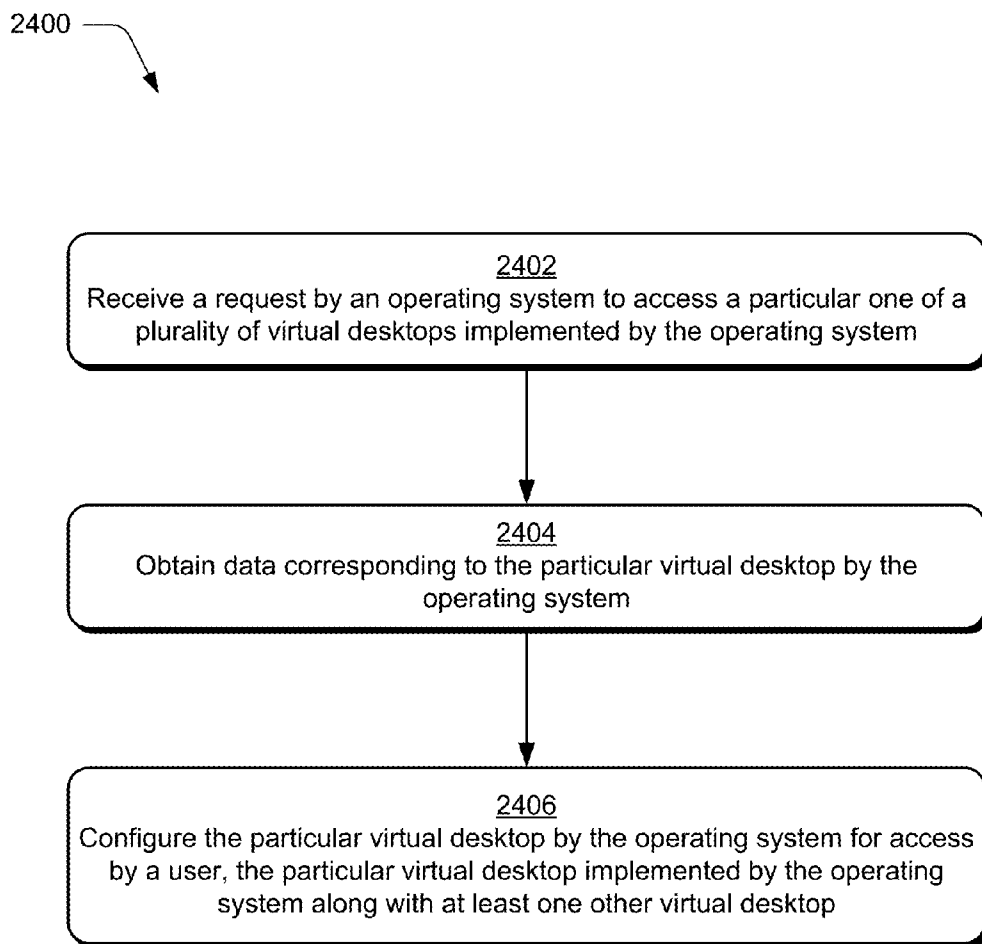 2400
2402
Receive a request by an operating system to access a particular one of a
plurality of virtual desktops implemented by the operating system
2404
Obtain data corresponding to the particular virtual desktop by the
operating system
2406
Configure the particular virtual desktop by the operating system for access
by a user, the particular virtual desktop implemented by the operating
system along with at least one other virtual desktop